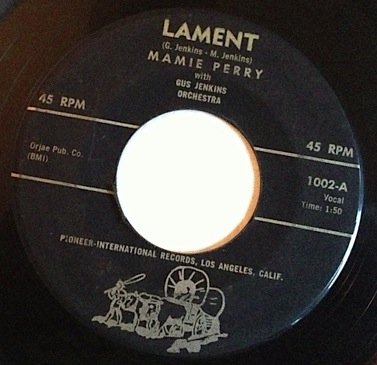 LAMENT
(G. Jenkins - M. Jenkins)
MAMIE PERRY
with
GUS JENKINS
ORCHESTRA
45 RPM
45 RPM
Orjae Pub. Co.
(BMI)
1002-A
Vocal
Time: 1:50
PIONEER-INTERNATIONAL RECORDS, LOS ANGELES, CALIF.